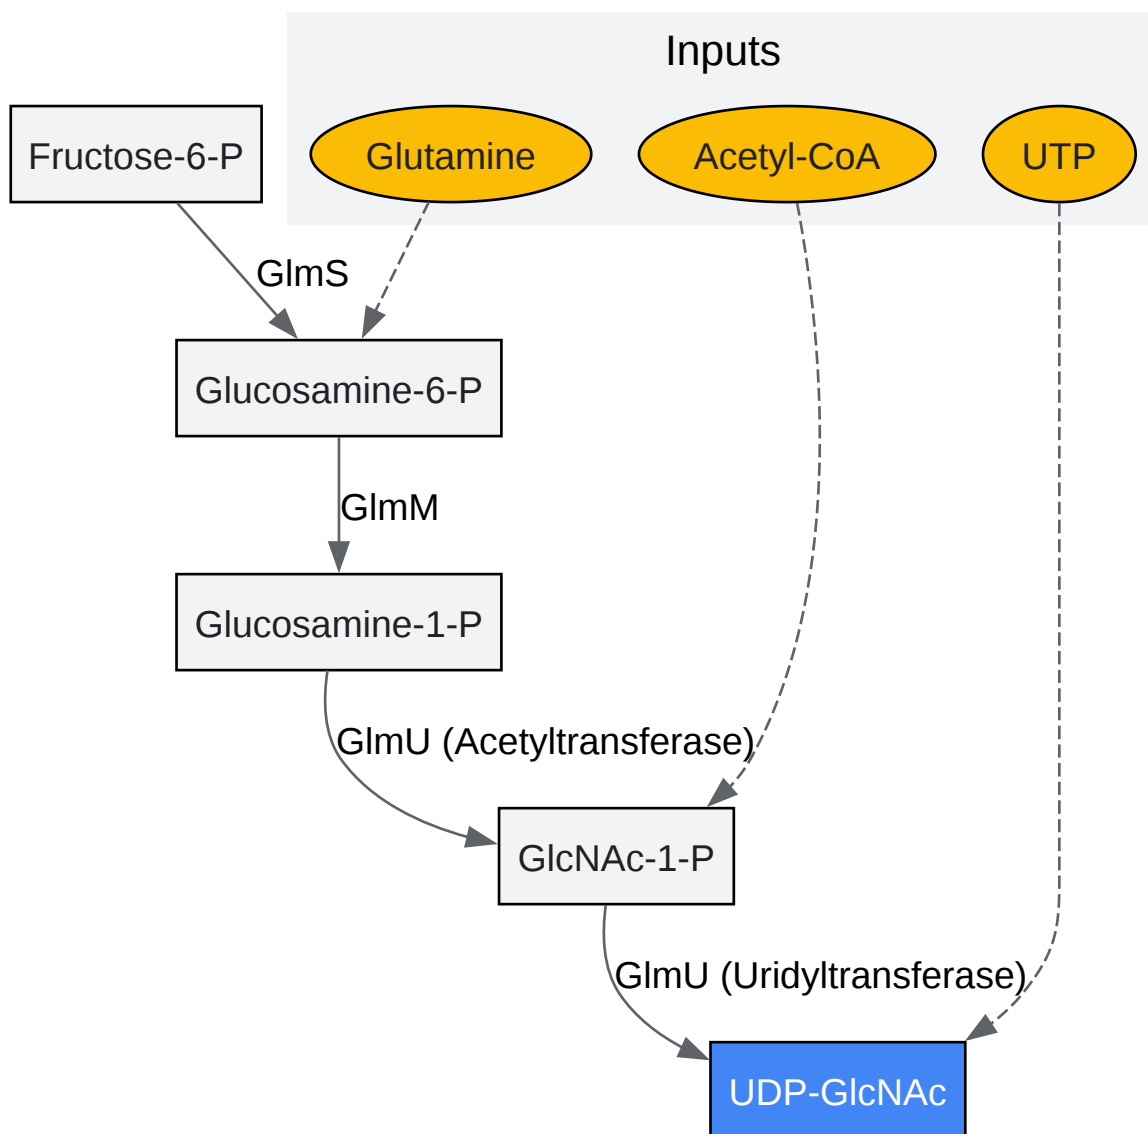 Inputs
Fructose-6-P
Glutamine
Acetyl-CoA
UTP
GlmS
Glucosamine-6-P
GlmM
Glucosamine-1-P
GlmU (Acetyltransferase)
GlcNAc-1-P
GlmU (Uridyltransferase)
UDP-GlcNAc